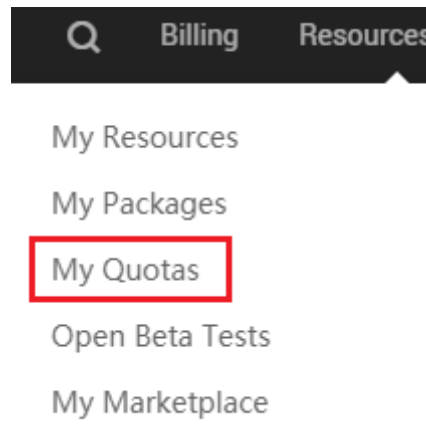 Billing Resources
My Resources
My Packages
My Quotas
Open Beta Tests
My Marketplace